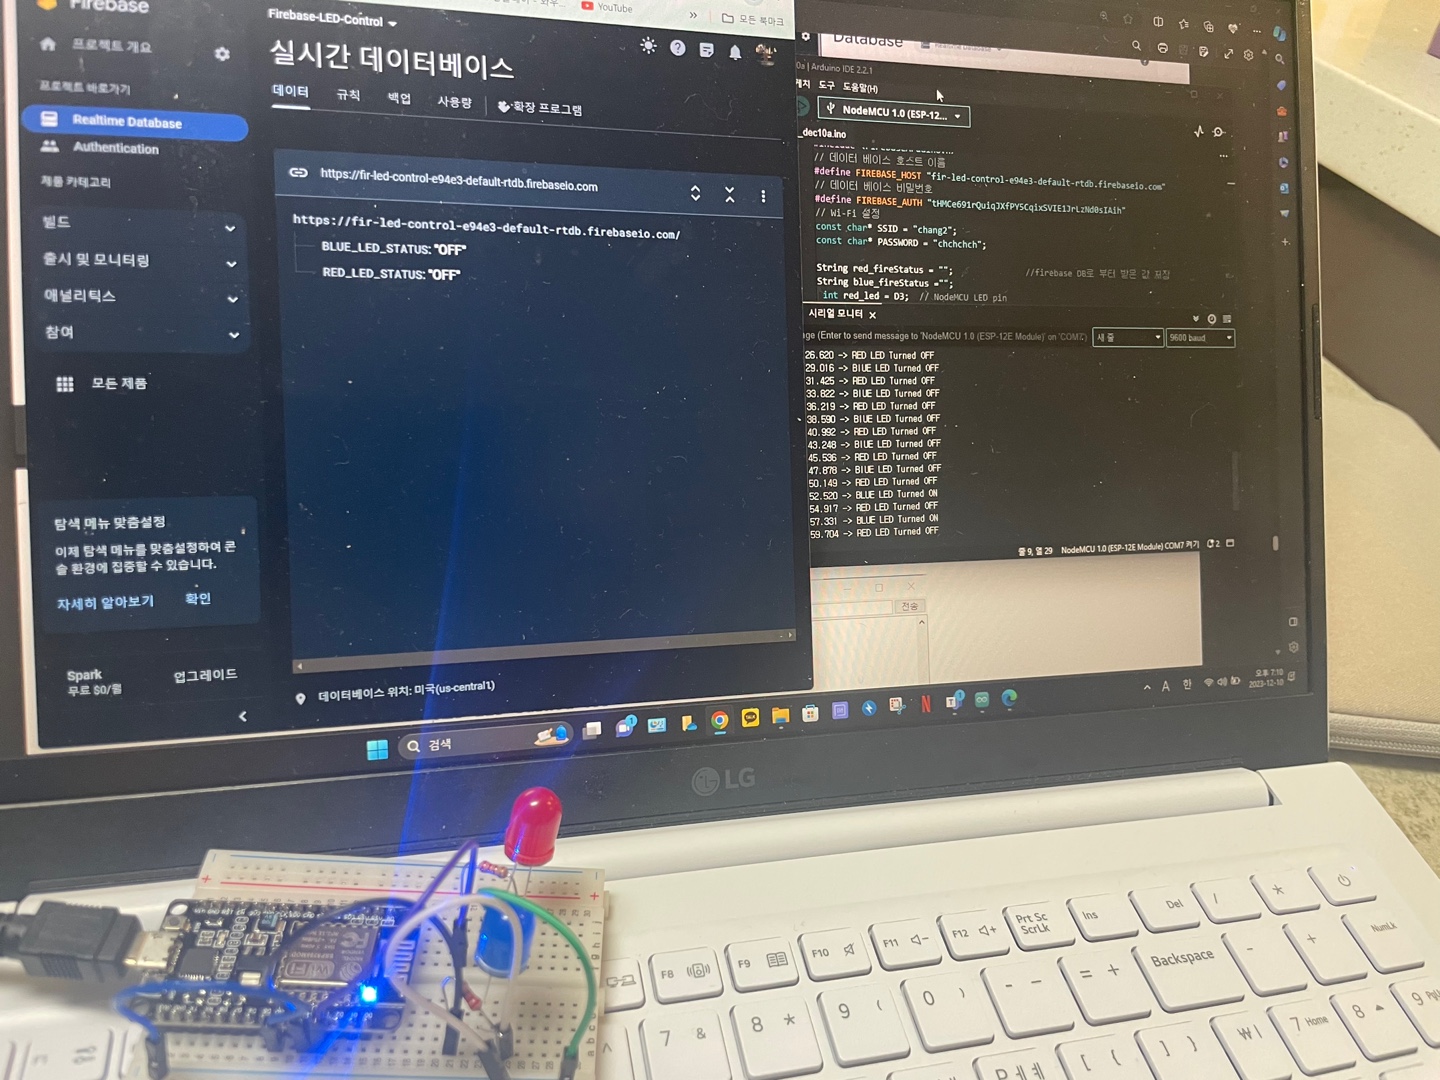 Firebase
프로젝트 개요
프로젝트 바로가기
Realtime Database
Authentication
제품 카테고리
빌드
출시 및 모니터링
애널리틱스
참여
모든 제품
탐색 메뉴 맞춤설정
이제 탐색 메뉴를 맞춤설정하여 콘
솔 환경에 집중할 수 있습니다.
자세히 알아보기 확인
Spark
무료 $0/월
업그레이드
YouTube
모든 북마크
Firebase-LED-Control
실시간 데이터베이스
데이터 규칙 백업 사용량 확장 프로그램
https://fir-led-control-e94e3-default-rtdb.firebaseio.com
https://fir-led-control-e94e3-default-rtdb.firebaseio.com/
BLUE_LED_STATUS: "OFF"
RED_LED_STATUS: "OFF"
데이터베이스 위치: 미국(us-central1)
Database
Arduino IDE 2.2.1
도구 도움말(H)
NodeMCU 1.0 (ESP-12...
_dec10a.ino
// 데이터 베이스 호스트 이름
#define FIREBASE_HOST "fir-led-control-e94e3-default-rtdb.firebaseio.com"
// 데이터 베이스 비밀번호
#define FIREBASE_AUTH "tHMCe691rQuiqJXfPY5CqixSVIE1JrLzNd0sIAih"
// Wi-Fi 설정
const char* SSID = "chang2";
const char* PASSWORD = "chchchch";
String red_fireStatus = ""; //firebase DB로 부터 받은 값 저장
String blue_fireStatus ="";
int red_led = D3; // NodeMCU LED pin
시리얼 모니터
(Enter to send message to 'NodeMCU 1.0 (ESP-12E Module)' on 'COM7')
새 줄
9600 baud
26.620 -> RED LED Turned OFF
29.016 -> BLUE LED Turned OFF
31.425 -> RED LED Turned OFF
33.822 -> BLUE LED Turned OFF
36.219 -> RED LED Turned OFF
38.590 -> BLUE LED Turned OFF
40.992 -> RED LED Turned OFF
43.248 -> BLUE LED Turned OFF
45.536 -> RED LED Turned OFF
47.878 -> BLUE LED Turned OFF
50.149 -> RED LED Turned OFF
52.520 -> BLUE LED Turned ON
54.917 -> RED LED Turned OFF
57.331 -> BLUE LED Turned ON
59.704 -> RED LED Turned OFF
줄 9, 열 29 NodeMCU 1.0 (ESP-12E Module) COM7 켜기 2
전송
검색
A 한
오후 7:10
2023-12-10
LG
WiFi
F8 F9 F10 F11 F12 Prt Sc
ScrLk
Ins Del / *
7 & 8 * 9 ( 0 ) - = + Backspace - + NumLk
[ { ] } ₩ 7 Home 8 9